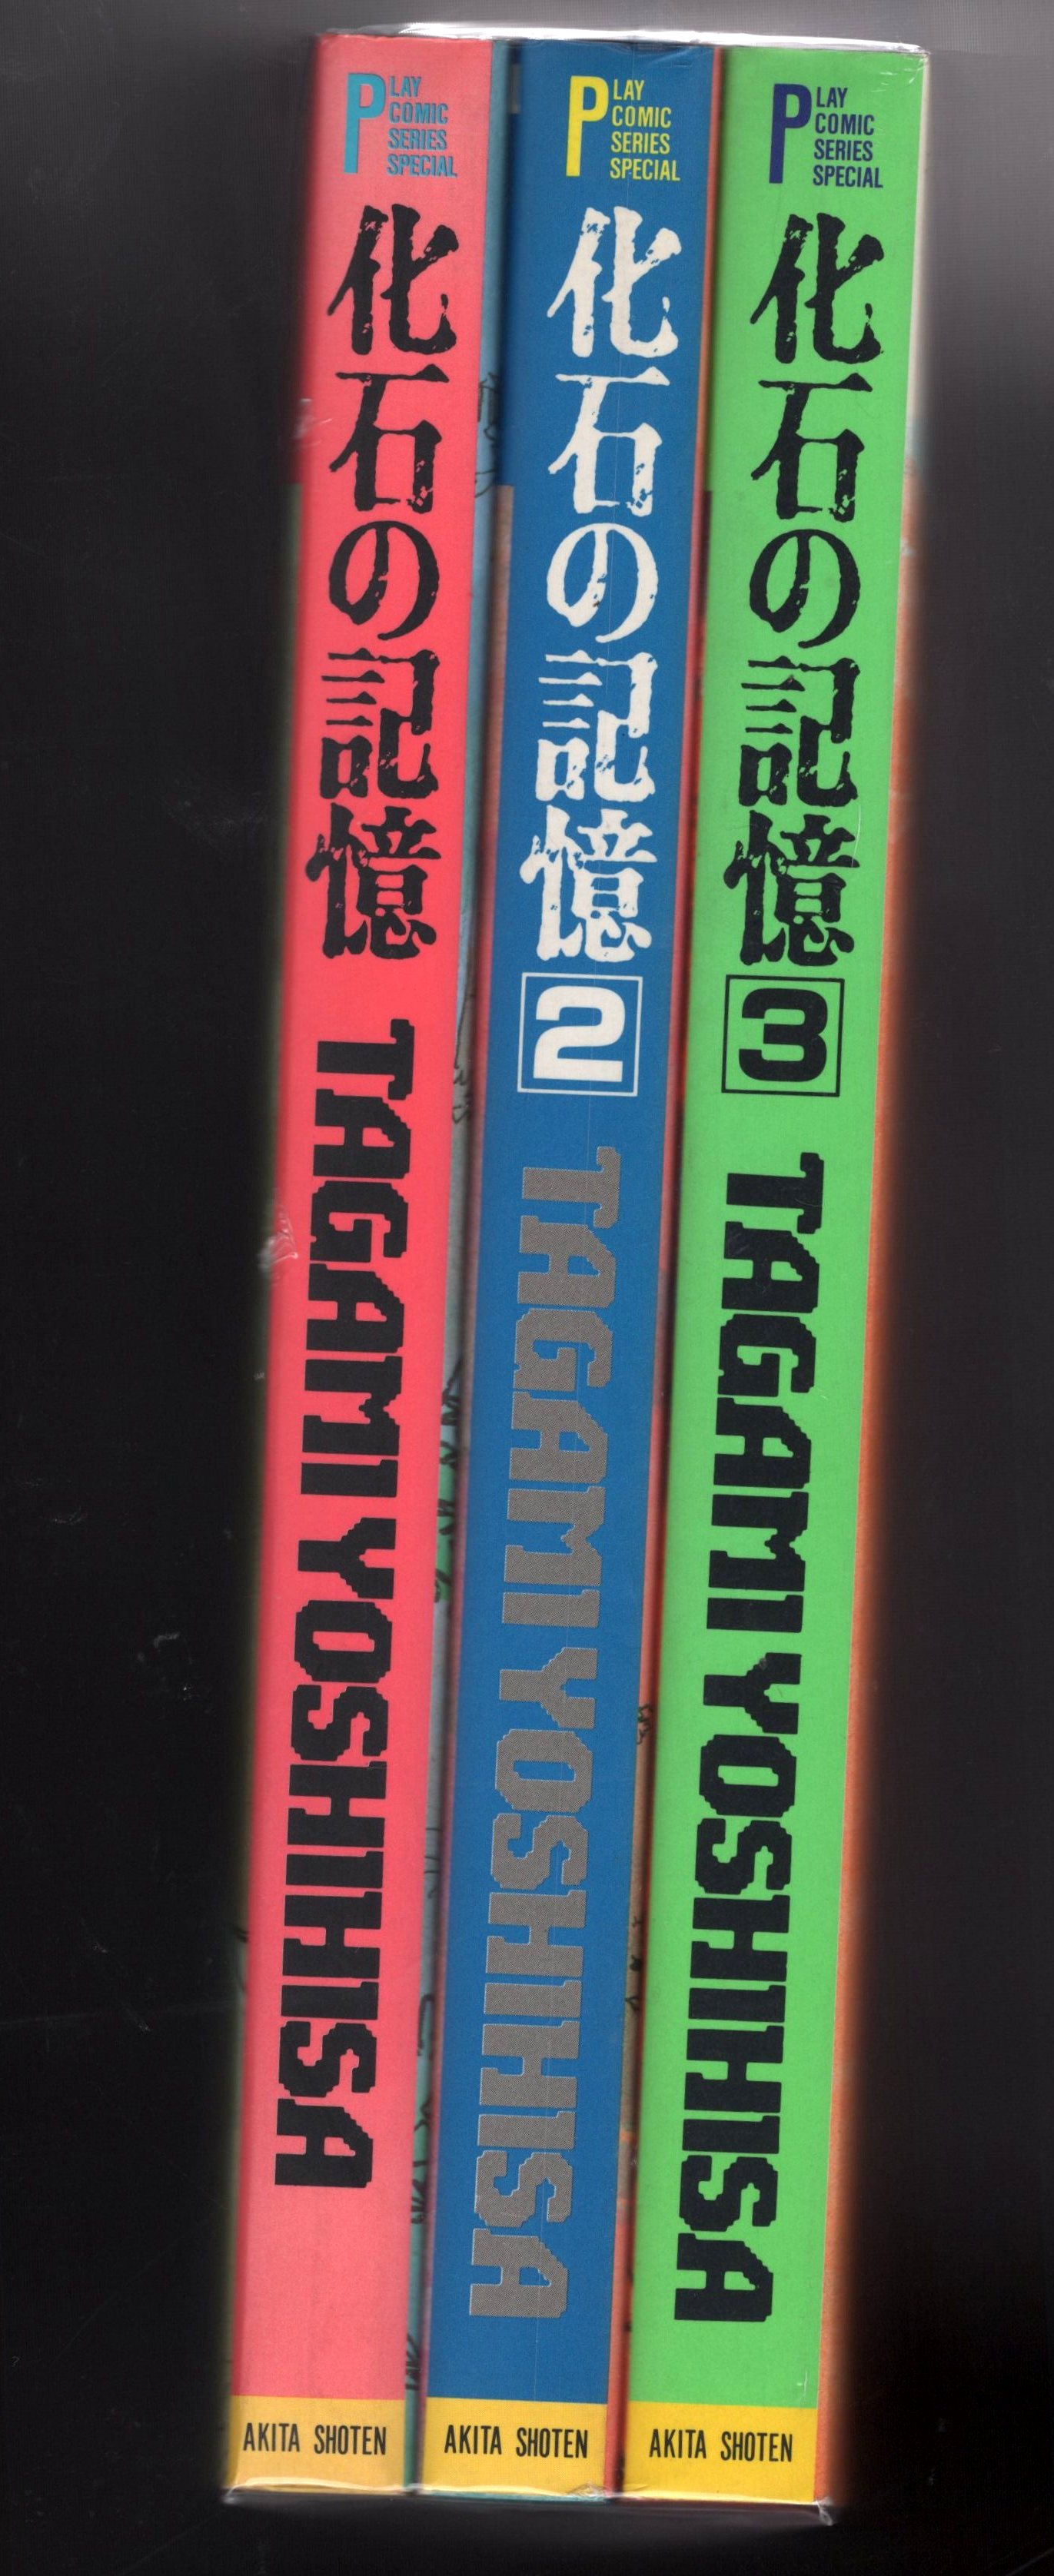 PLAY
COMIC
SERIES
SPECIAL
化石の記憶
TAGAMI YOSHIHISA
AKITA SHOTEN
PLAY
COMIC
SERIES
SPECIAL
化石の記憶
2
TAGAMI YOSHIHISA
AKITA SHOTEN
PLAY
COMIC
SERIES
SPECIAL
化石の記憶
3
TAGAMI YOSHIHISA
AKITA SHOTEN